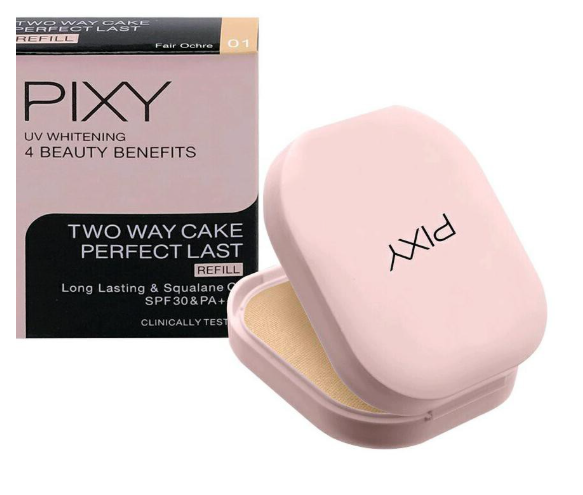 TWO WAY CAKE
PERFECT LAST
REFILL
Fair Ochre 01
PIXY
UV WHITENING
4 BEAUTY BENEFITS
TWO WAY CAKE
PERFECT LAST
REFILL
Long Lasting & Squalane
SPF30&PA+
CLINICALLY TEST
PIXY